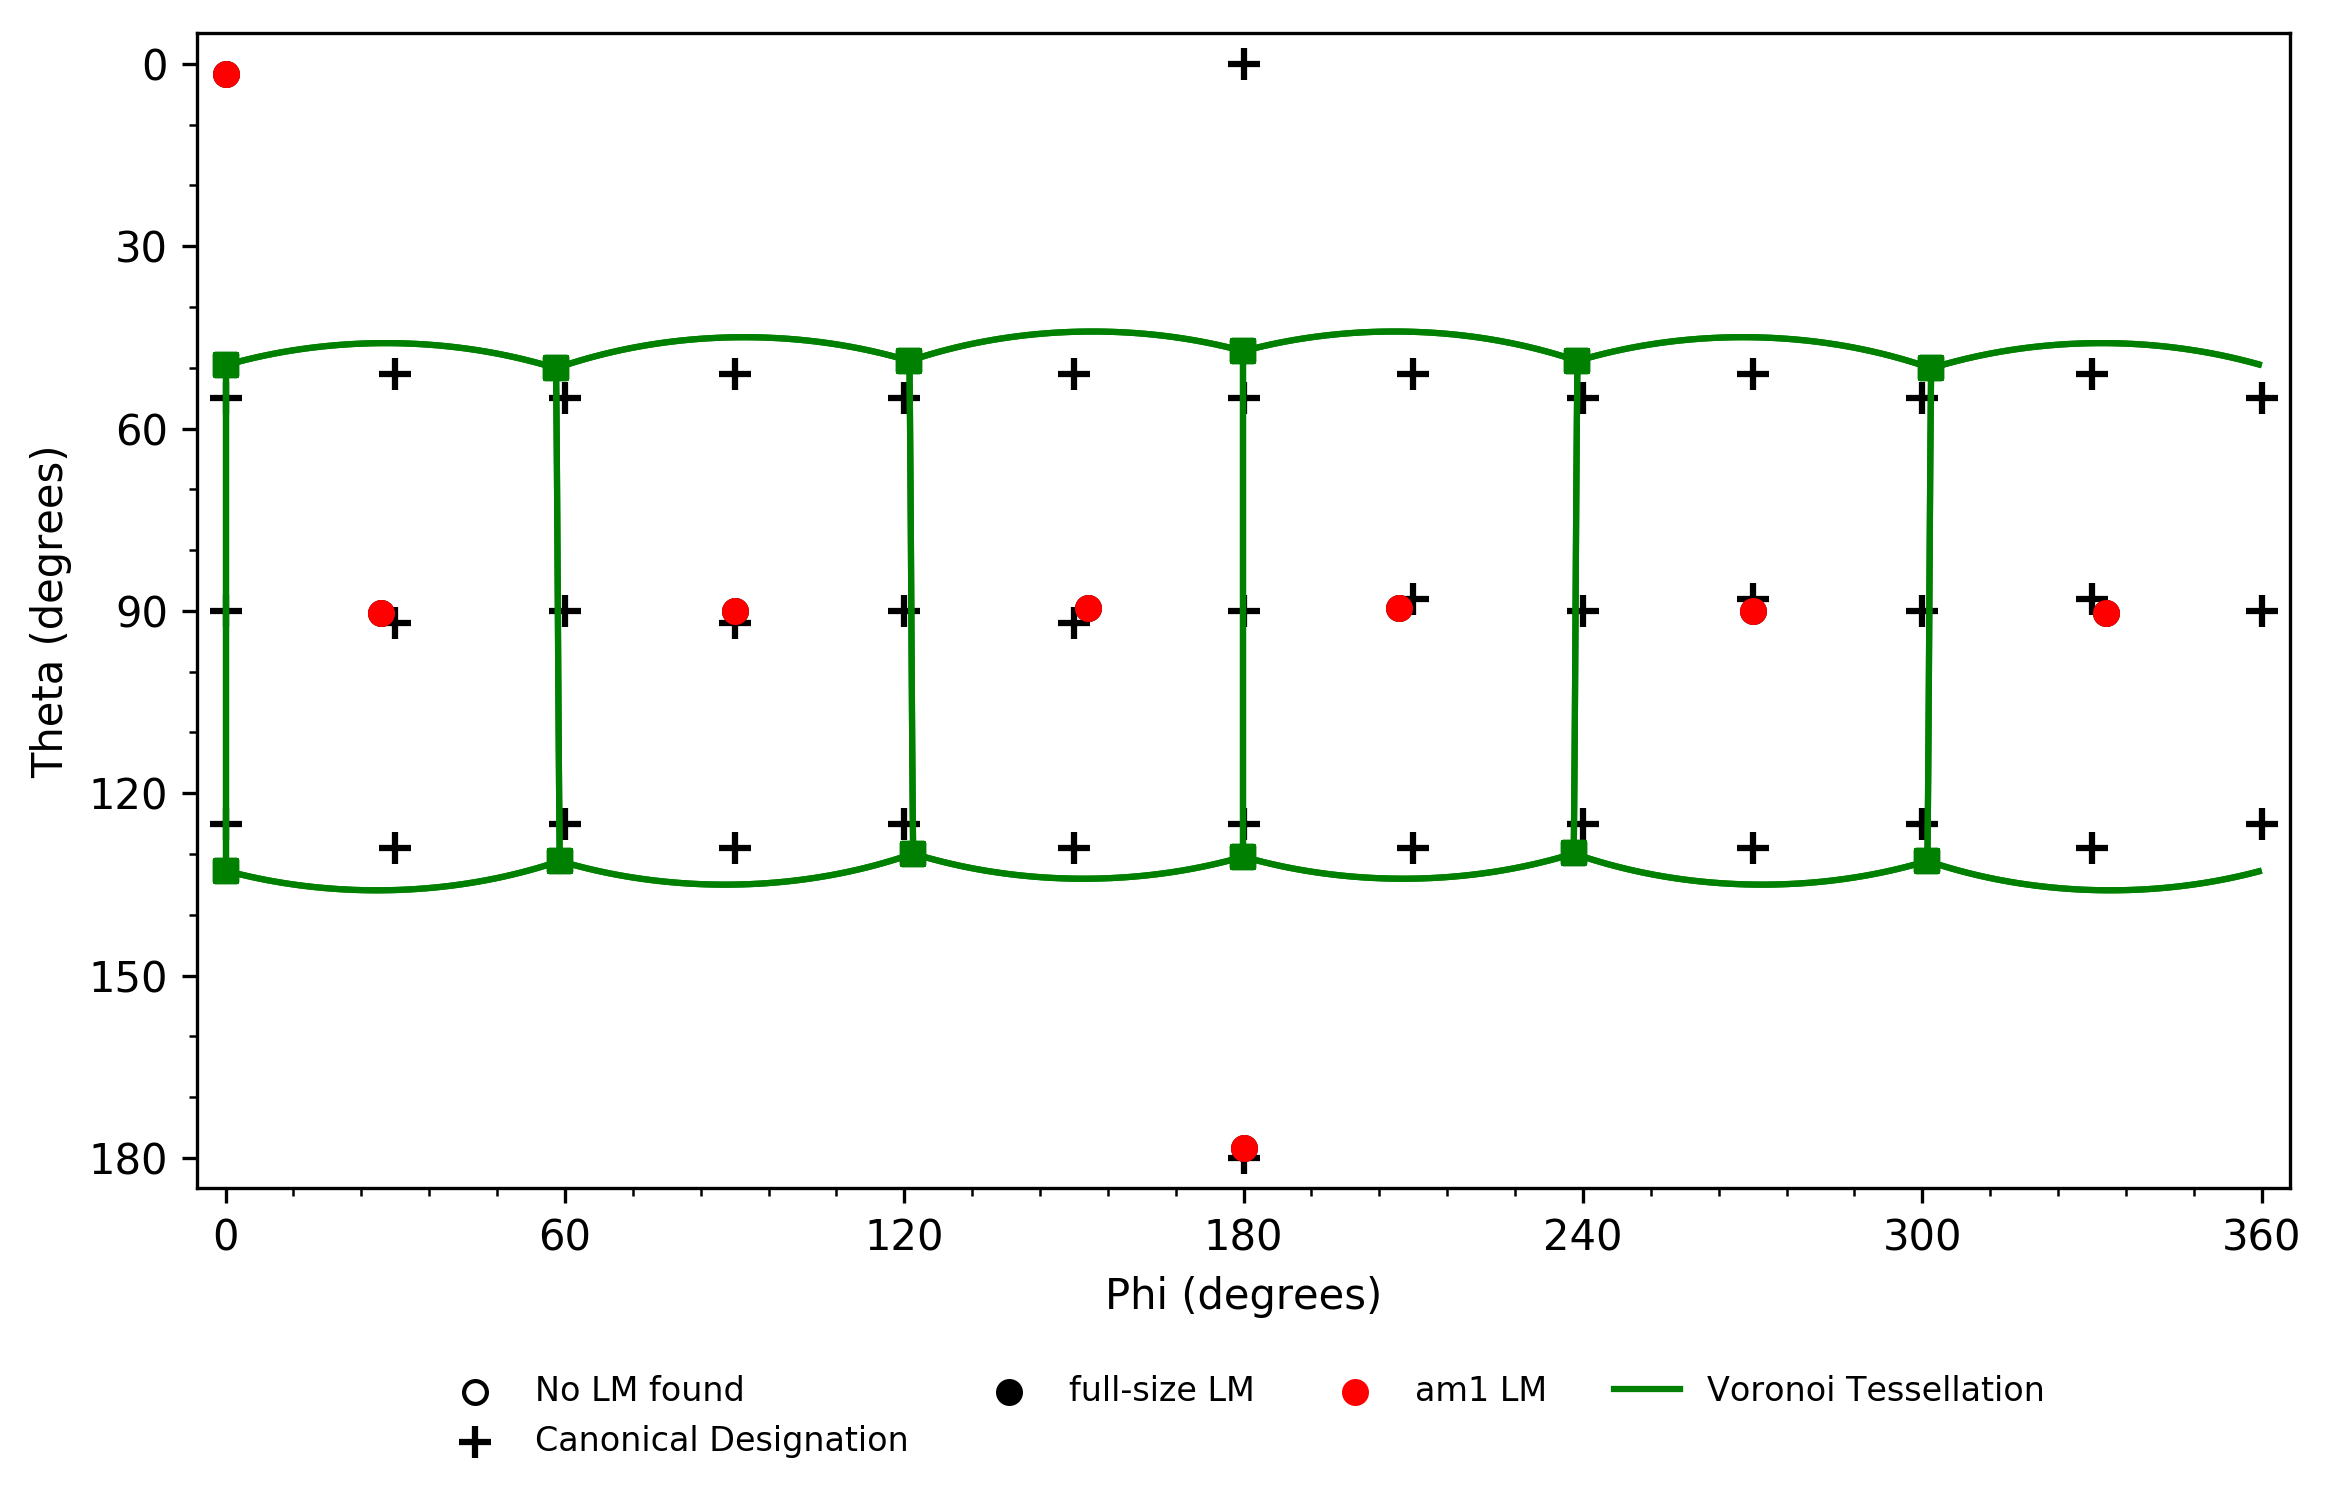 0
30
60
90
120
150
180
Theta (degrees)
0 60 120 180 240 300 360
Phi (degrees)
No LM found full-size LM am1 LM Voronoi Tessellation
Canonical Designation